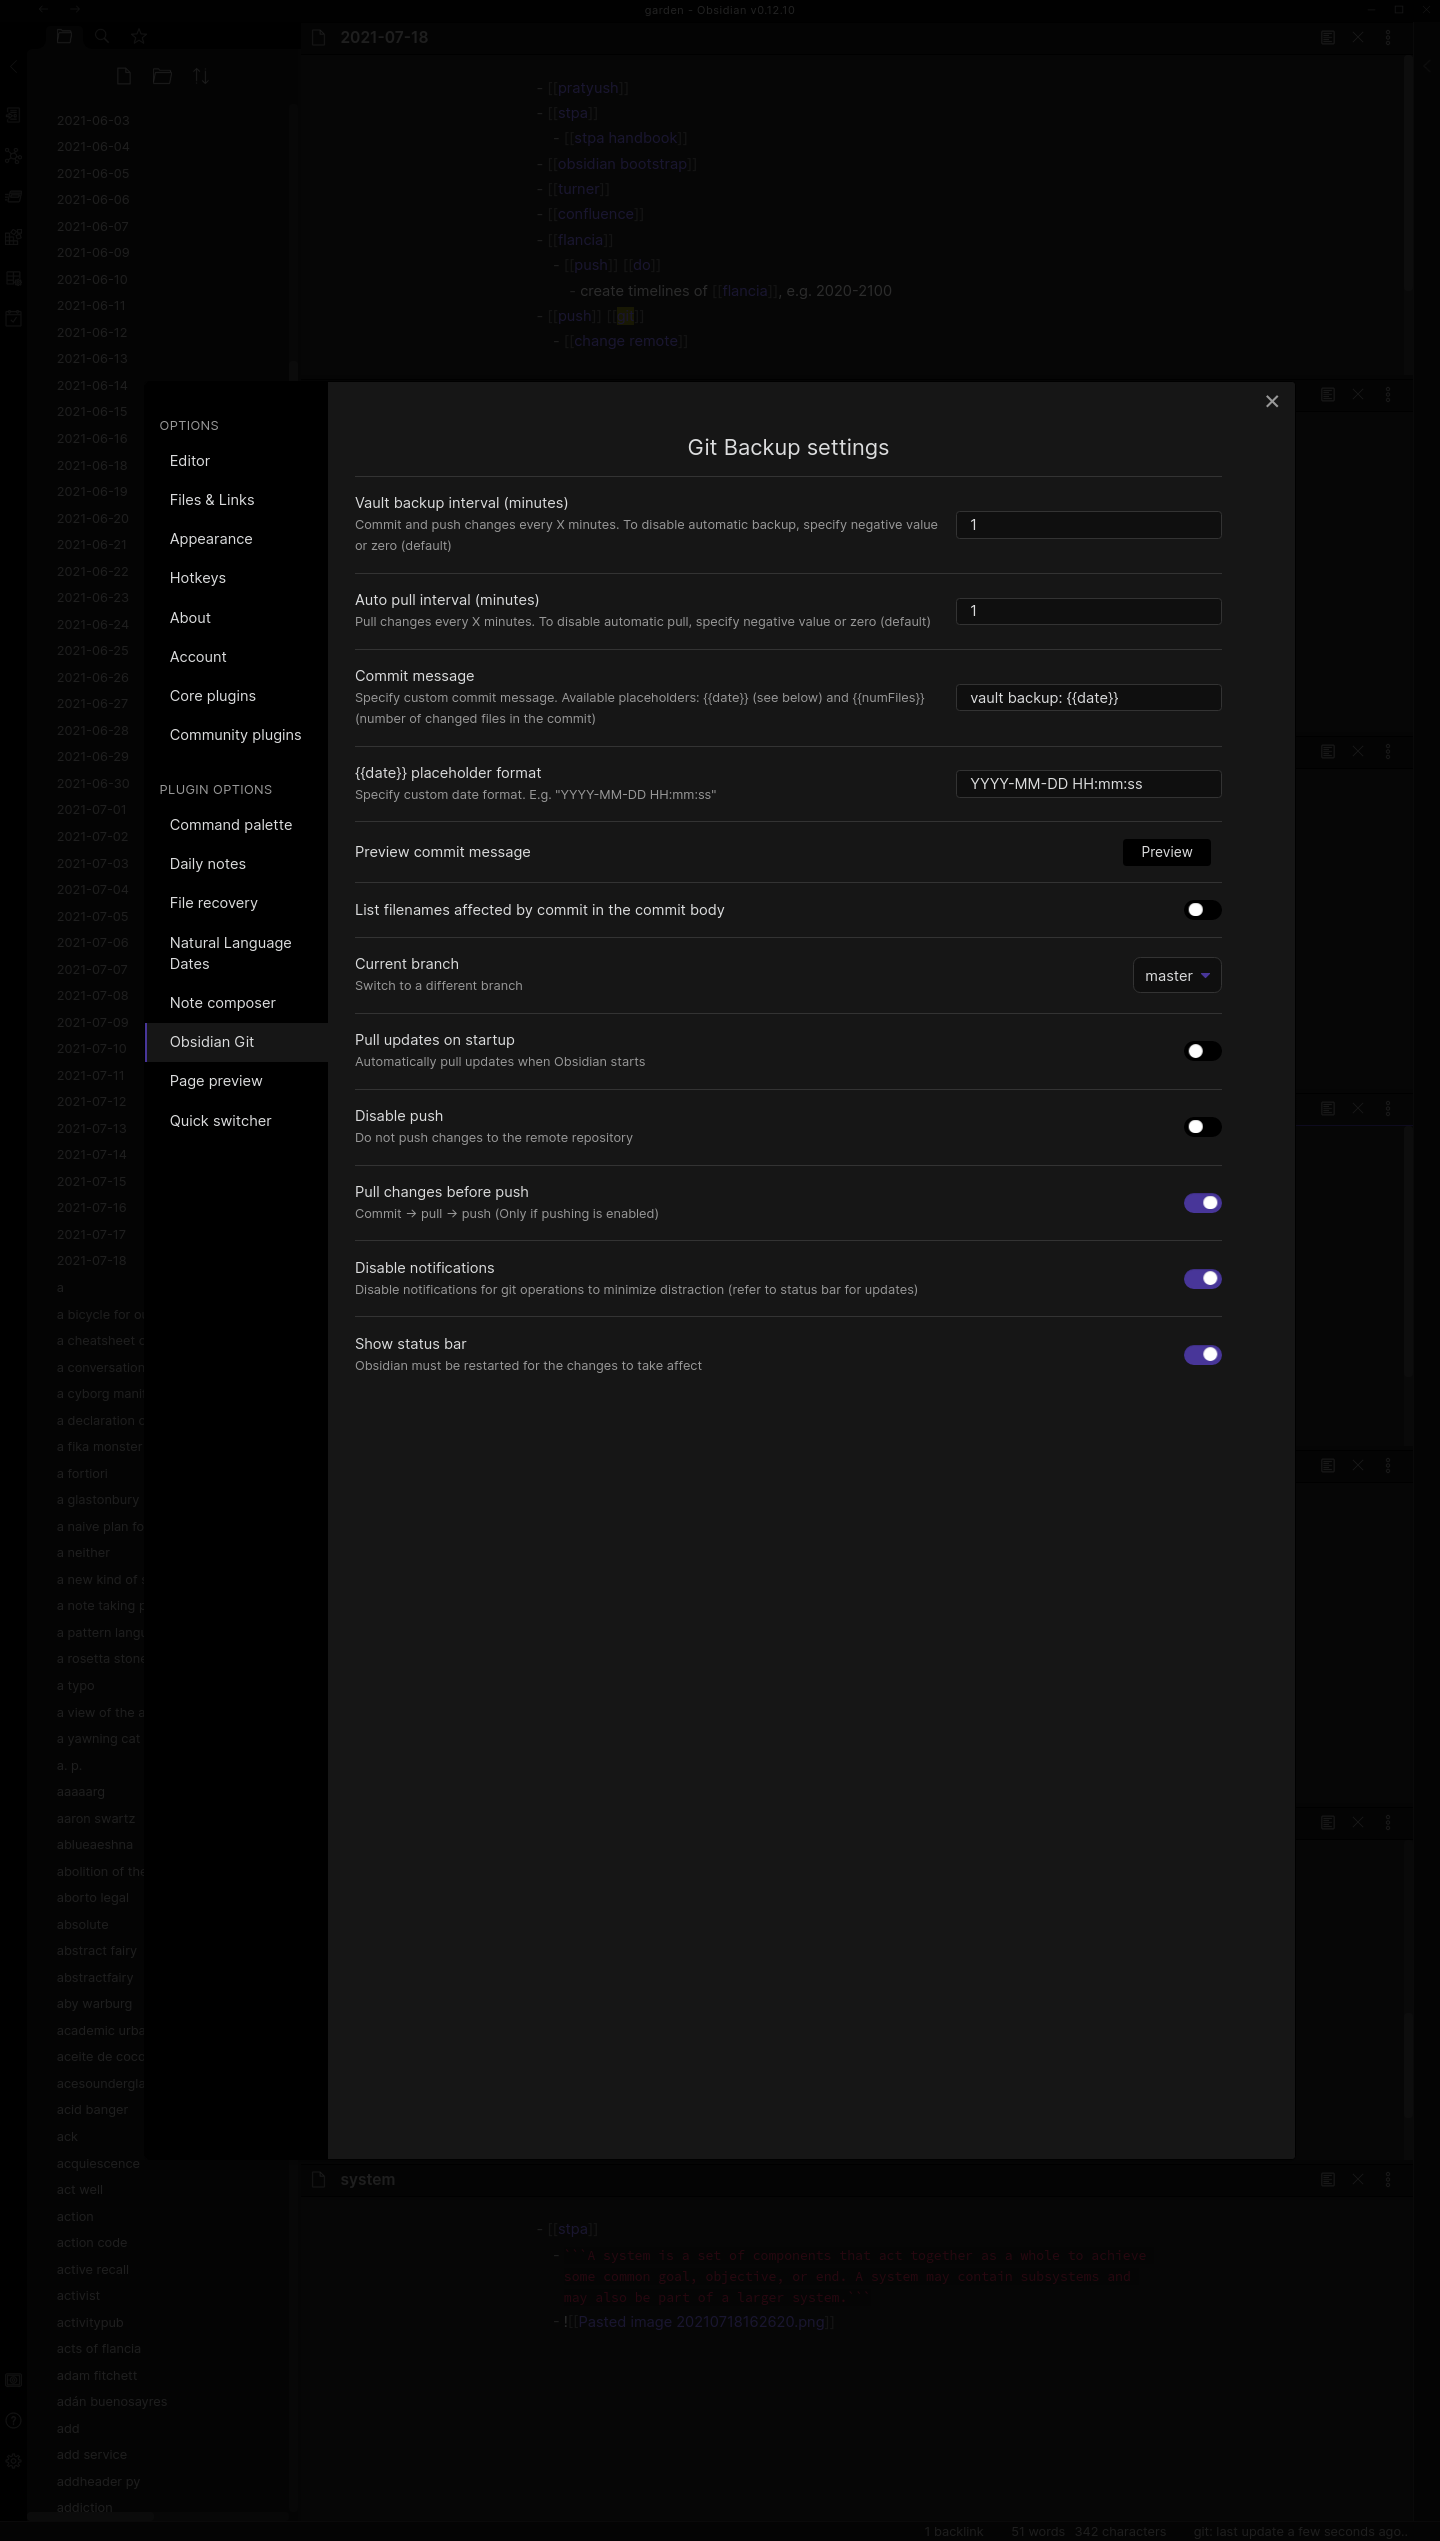 garden - Obsidian v0.12.10
2021-07-18
2021-06-03
2021-06-04
2021-06-05
2021-06-06
2021-06-07
2021-06-09
2021-06-10
2021-06-11
2021-06-12
2021-06-13
2021-06-14
2021-06-15
2021-06-16
2021-06-18
2021-06-19
2021-06-20
2021-06-21
2021-06-22
2021-06-23
2021-06-24
2021-06-25
2021-06-26
2021-06-27
2021-06-28
2021-06-29
2021-06-30
2021-07-01
2021-07-02
2021-07-03
2021-07-04
2021-07-05
2021-07-06
2021-07-07
2021-07-08
2021-07-09
2021-07-10
2021-07-11
2021-07-12
2021-07-13
2021-07-14
2021-07-15
2021-07-16
2021-07-17
2021-07-18
a
a bicycle for o
a cheatsheet
a conversation
a cyborg mani
a declaration
a fika monster
a fortiori
a glastonbury
a naive plan fo
a neither
a new kind of
a note taking
a pattern langu
a rosetta stone
a typo
a view of the a
a yawning cat
a. p.
aaaaarg
aaron swartz
ablueaeshna
abolition of the
aborto legal
absolute
abstract fairy
abstractfairy
aby warburg
academic urba
aceite de coco
acesoundergla
acid banger
ack
acquiescence
act well
action
action code
active recall
activist
activitypub
acts of flancia
adam fitchett
adán buenosayres
add
add service
addheader py
addiction
- [[pratyush]]
- [[stpa]]
- [[stpa handbook]]
- [[obsidian bootstrap]]
- [[turner]]
- [[confluence]]
- [[flancia]]
- [[push]] [[do]]
- create timelines of [[flancia]], e.g. 2020-2100
- [[push]] [[ ]]
- [[change remote]]
OPTIONS
Editor
Files & Links
Appearance
Hotkeys
About
Account
Core plugins
Community plugins
PLUGIN OPTIONS
Command palette
Daily notes
File recovery
Natural Language
Dates
Note composer
Obsidian Git
Page preview
Quick switcher
Git Backup settings
Vault backup interval (minutes)
Commit and push changes every X minutes. To disable automatic backup, specify negative value
or zero (default)
1
Auto pull interval (minutes)
Pull changes every X minutes. To disable automatic pull, specify negative value or zero (default)
1
Commit message
Specify custom commit message. Available placeholders: {{date}} (see below) and {{numFiles}}
(number of changed files in the commit)
vault backup: {{date}}
{{date}} placeholder format
Specify custom date format. E.g. "YYYY-MM-DD HH:mm:ss"
YYYY-MM-DD HH:mm:ss
Preview commit message
Preview
List filenames affected by commit in the commit body
Current branch
Switch to a different branch
master
Pull updates on startup
Automatically pull updates when Obsidian starts
Disable push
Do not push changes to the remote repository
Pull changes before push
Commit → pull → push (Only if pushing is enabled)
Disable notifications
Disable notifications for git operations to minimize distraction (refer to status bar for updates)
Show status bar
Obsidian must be restarted for the changes to take affect
system
- [[stpa]]
- ```A system is a set of components that act together as a whole to achieve
some common goal, objective, or end. A system may contain subsystems and
may also be part of a larger system.```
- ![[Pasted image 20210718162620.png]]
1 backlink 51 words 342 characters git: last update a few seconds ago..